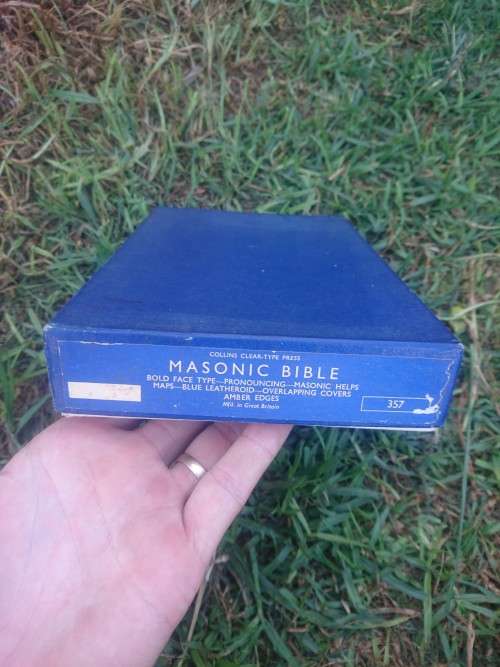 COLLINS CLEAR-TYPE PRESS
MASONIC BIBLE
BOLD FACE TYPE—PRONOUNCING—MASONIC HELPS
MAPS—BLUE LEATHEROID—OVERLAPPING COVERS
AMBER EDGES
Mfd. in Great Britain
357